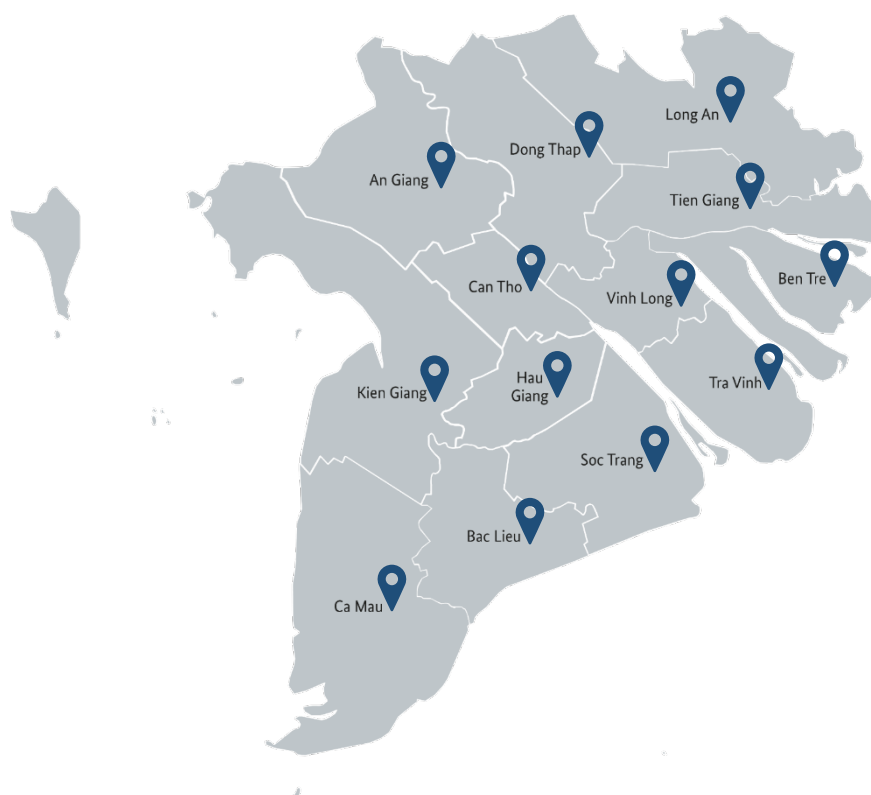 Long An
Dong Thap
An Giang
Tien Giang
Ben Tre
Can Tho
Vinh Long
Hau
Giang
Tra Vinh
Kien Giang
Soc Trang
Bac Lieu
Ca Mau